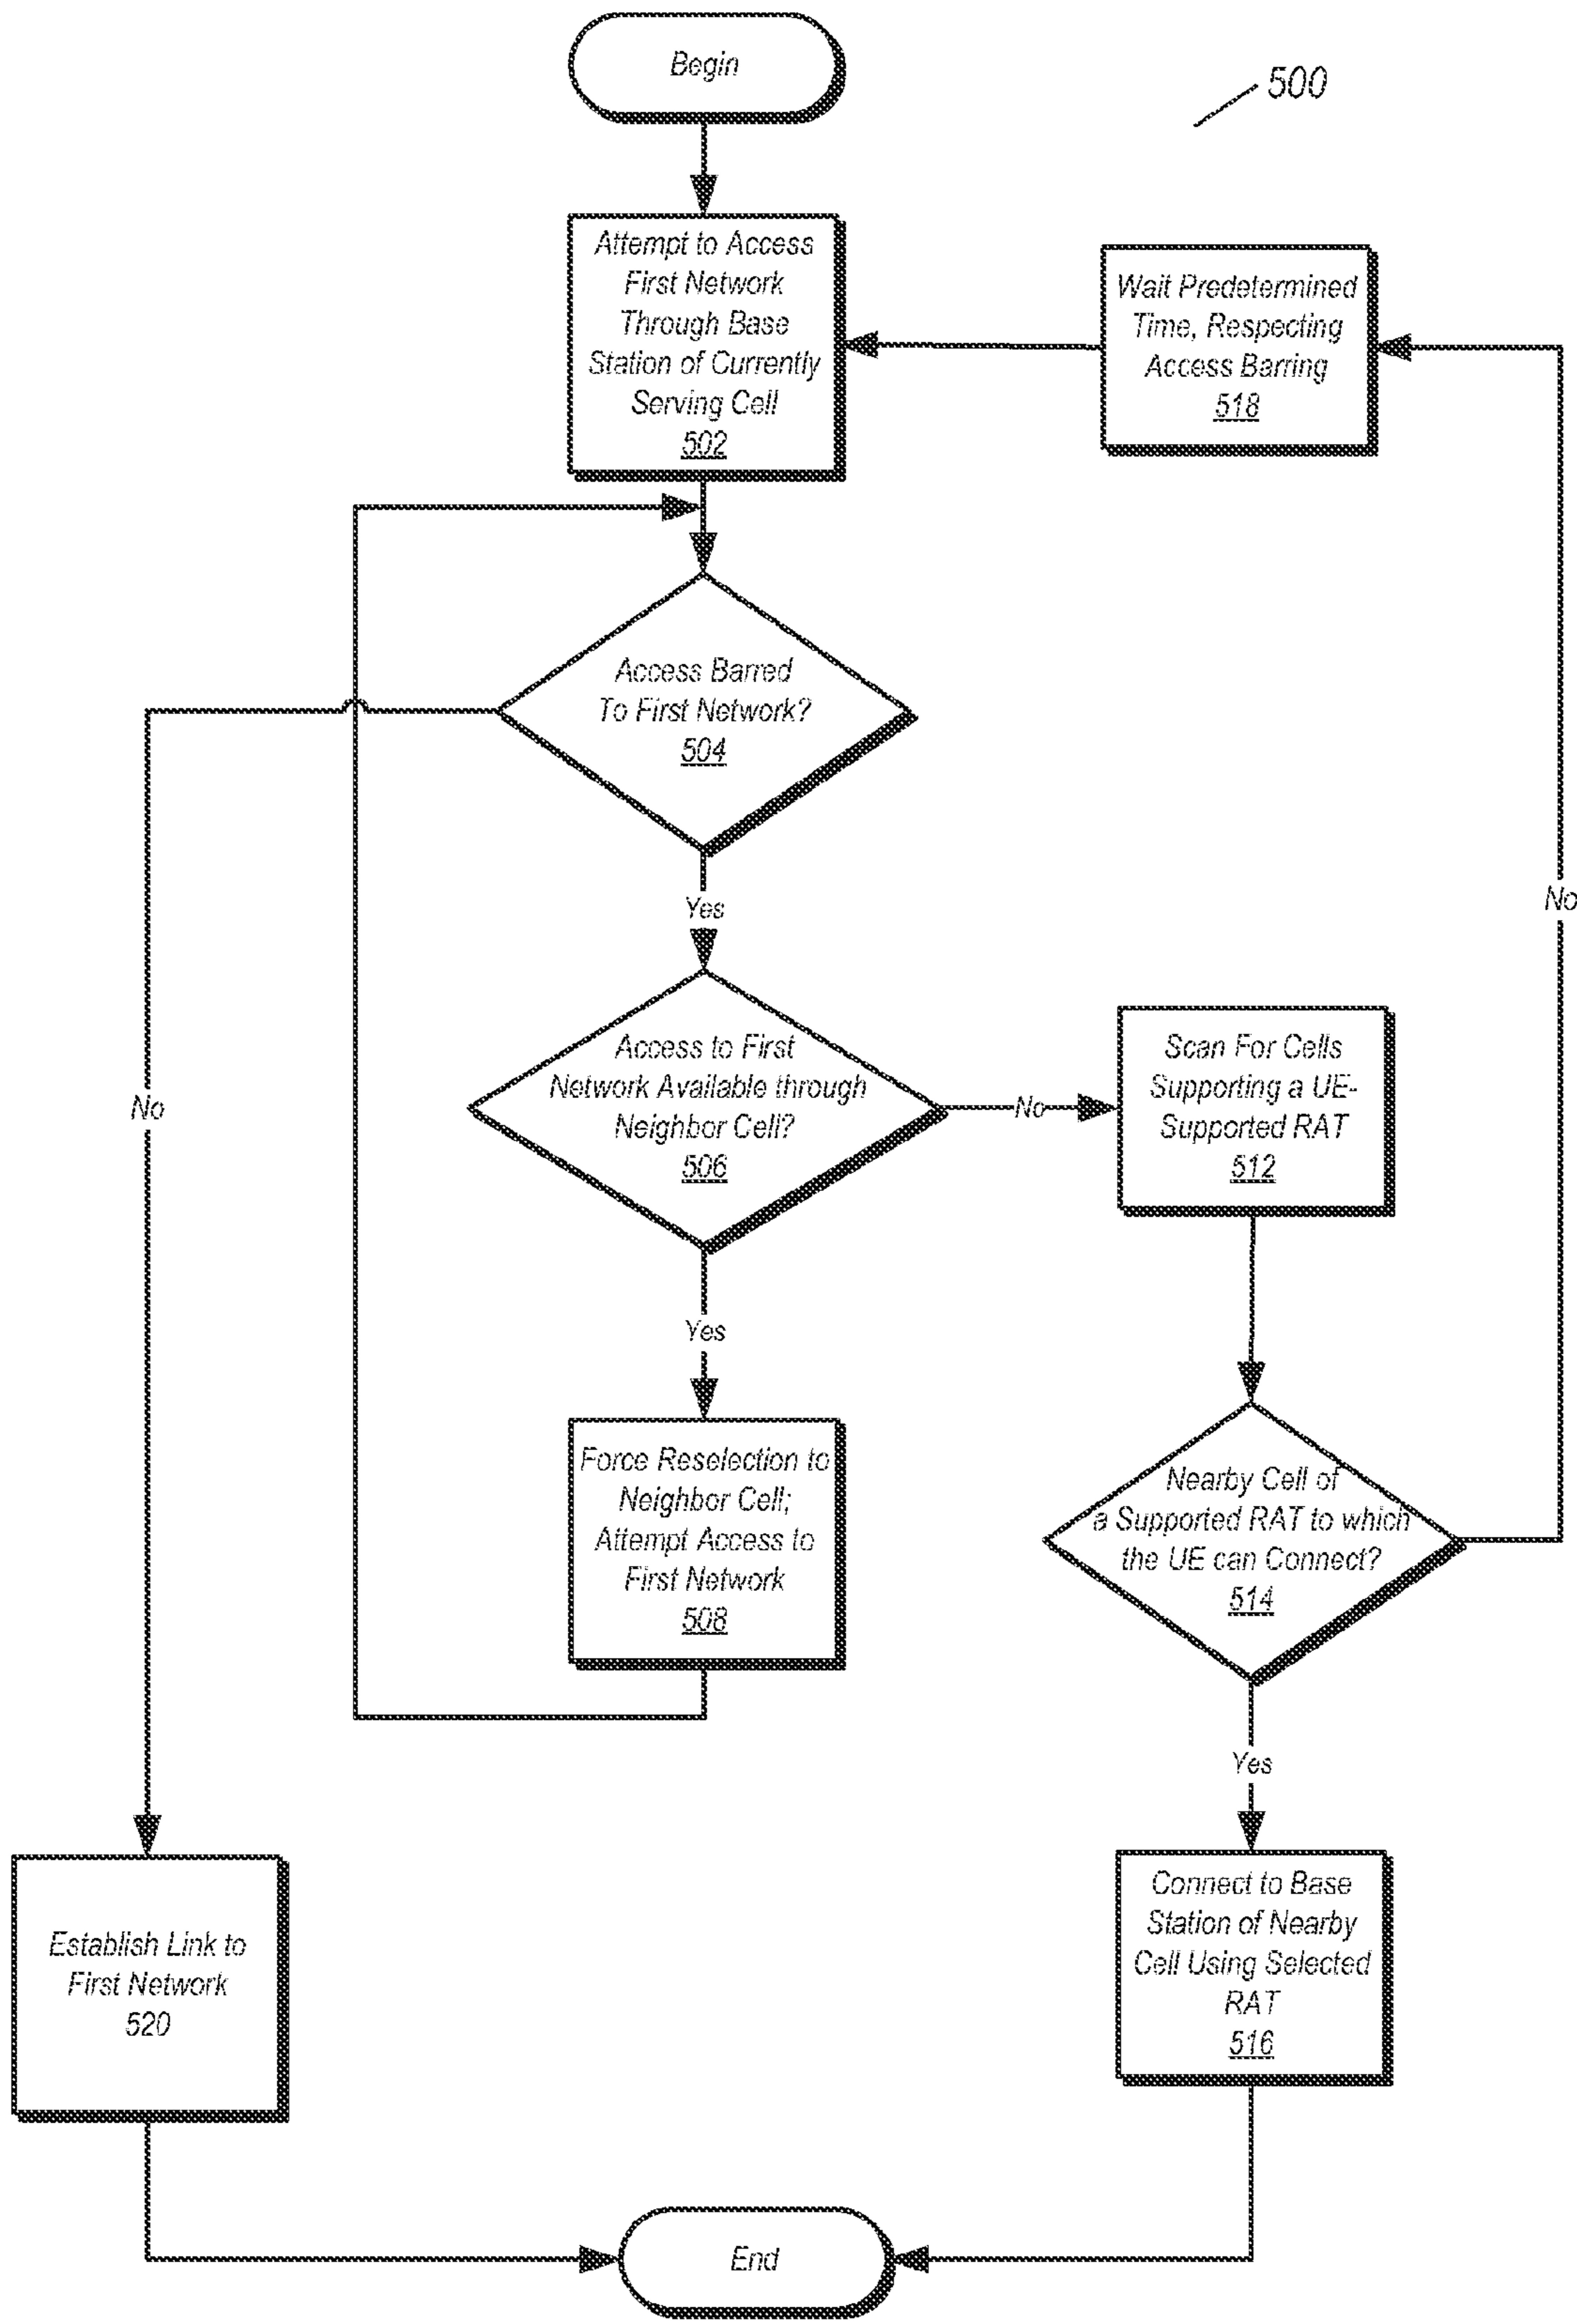 Begin
500
Attempt to Access
First Network
Through Base
Station of Currently
Serving Cell
502
Wait Predetermined
Time, Respecting
Access Barring
518
Access Barred
To First Network?
504
No
Yes
No
Access to First
Network Available through
Neighbor Cell?
506
No
Scan For Cells
Supporting a UE-
Supported RAT
512
Yes
Force Reselection to
Neighbor Cell;
Attempt Access to
First Network
508
Nearby Cell of
a Supported RAT to which
the UE can Connect?
514
Yes
Establish Link to
First Network
520
Connect to Base
Station of Nearby
Cell Using Selected
RAT
516
End